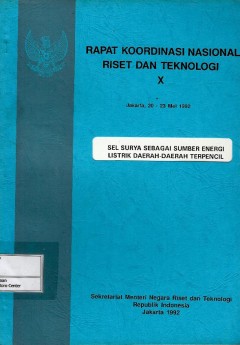 RAPAT KOORDINASI NASIONAL
RISET DAN TEKNOLOGI
X
Jakarta, 26 - 28 Mei 1992
SEL SURYA SEBAGAI SUMBER ENERGI
LISTRIK DAERAH-DAERAH TERPENCIL
Sekretariat Menteri Negara Riset dan Teknologi
Republik Indonesia
Jakarta 1992